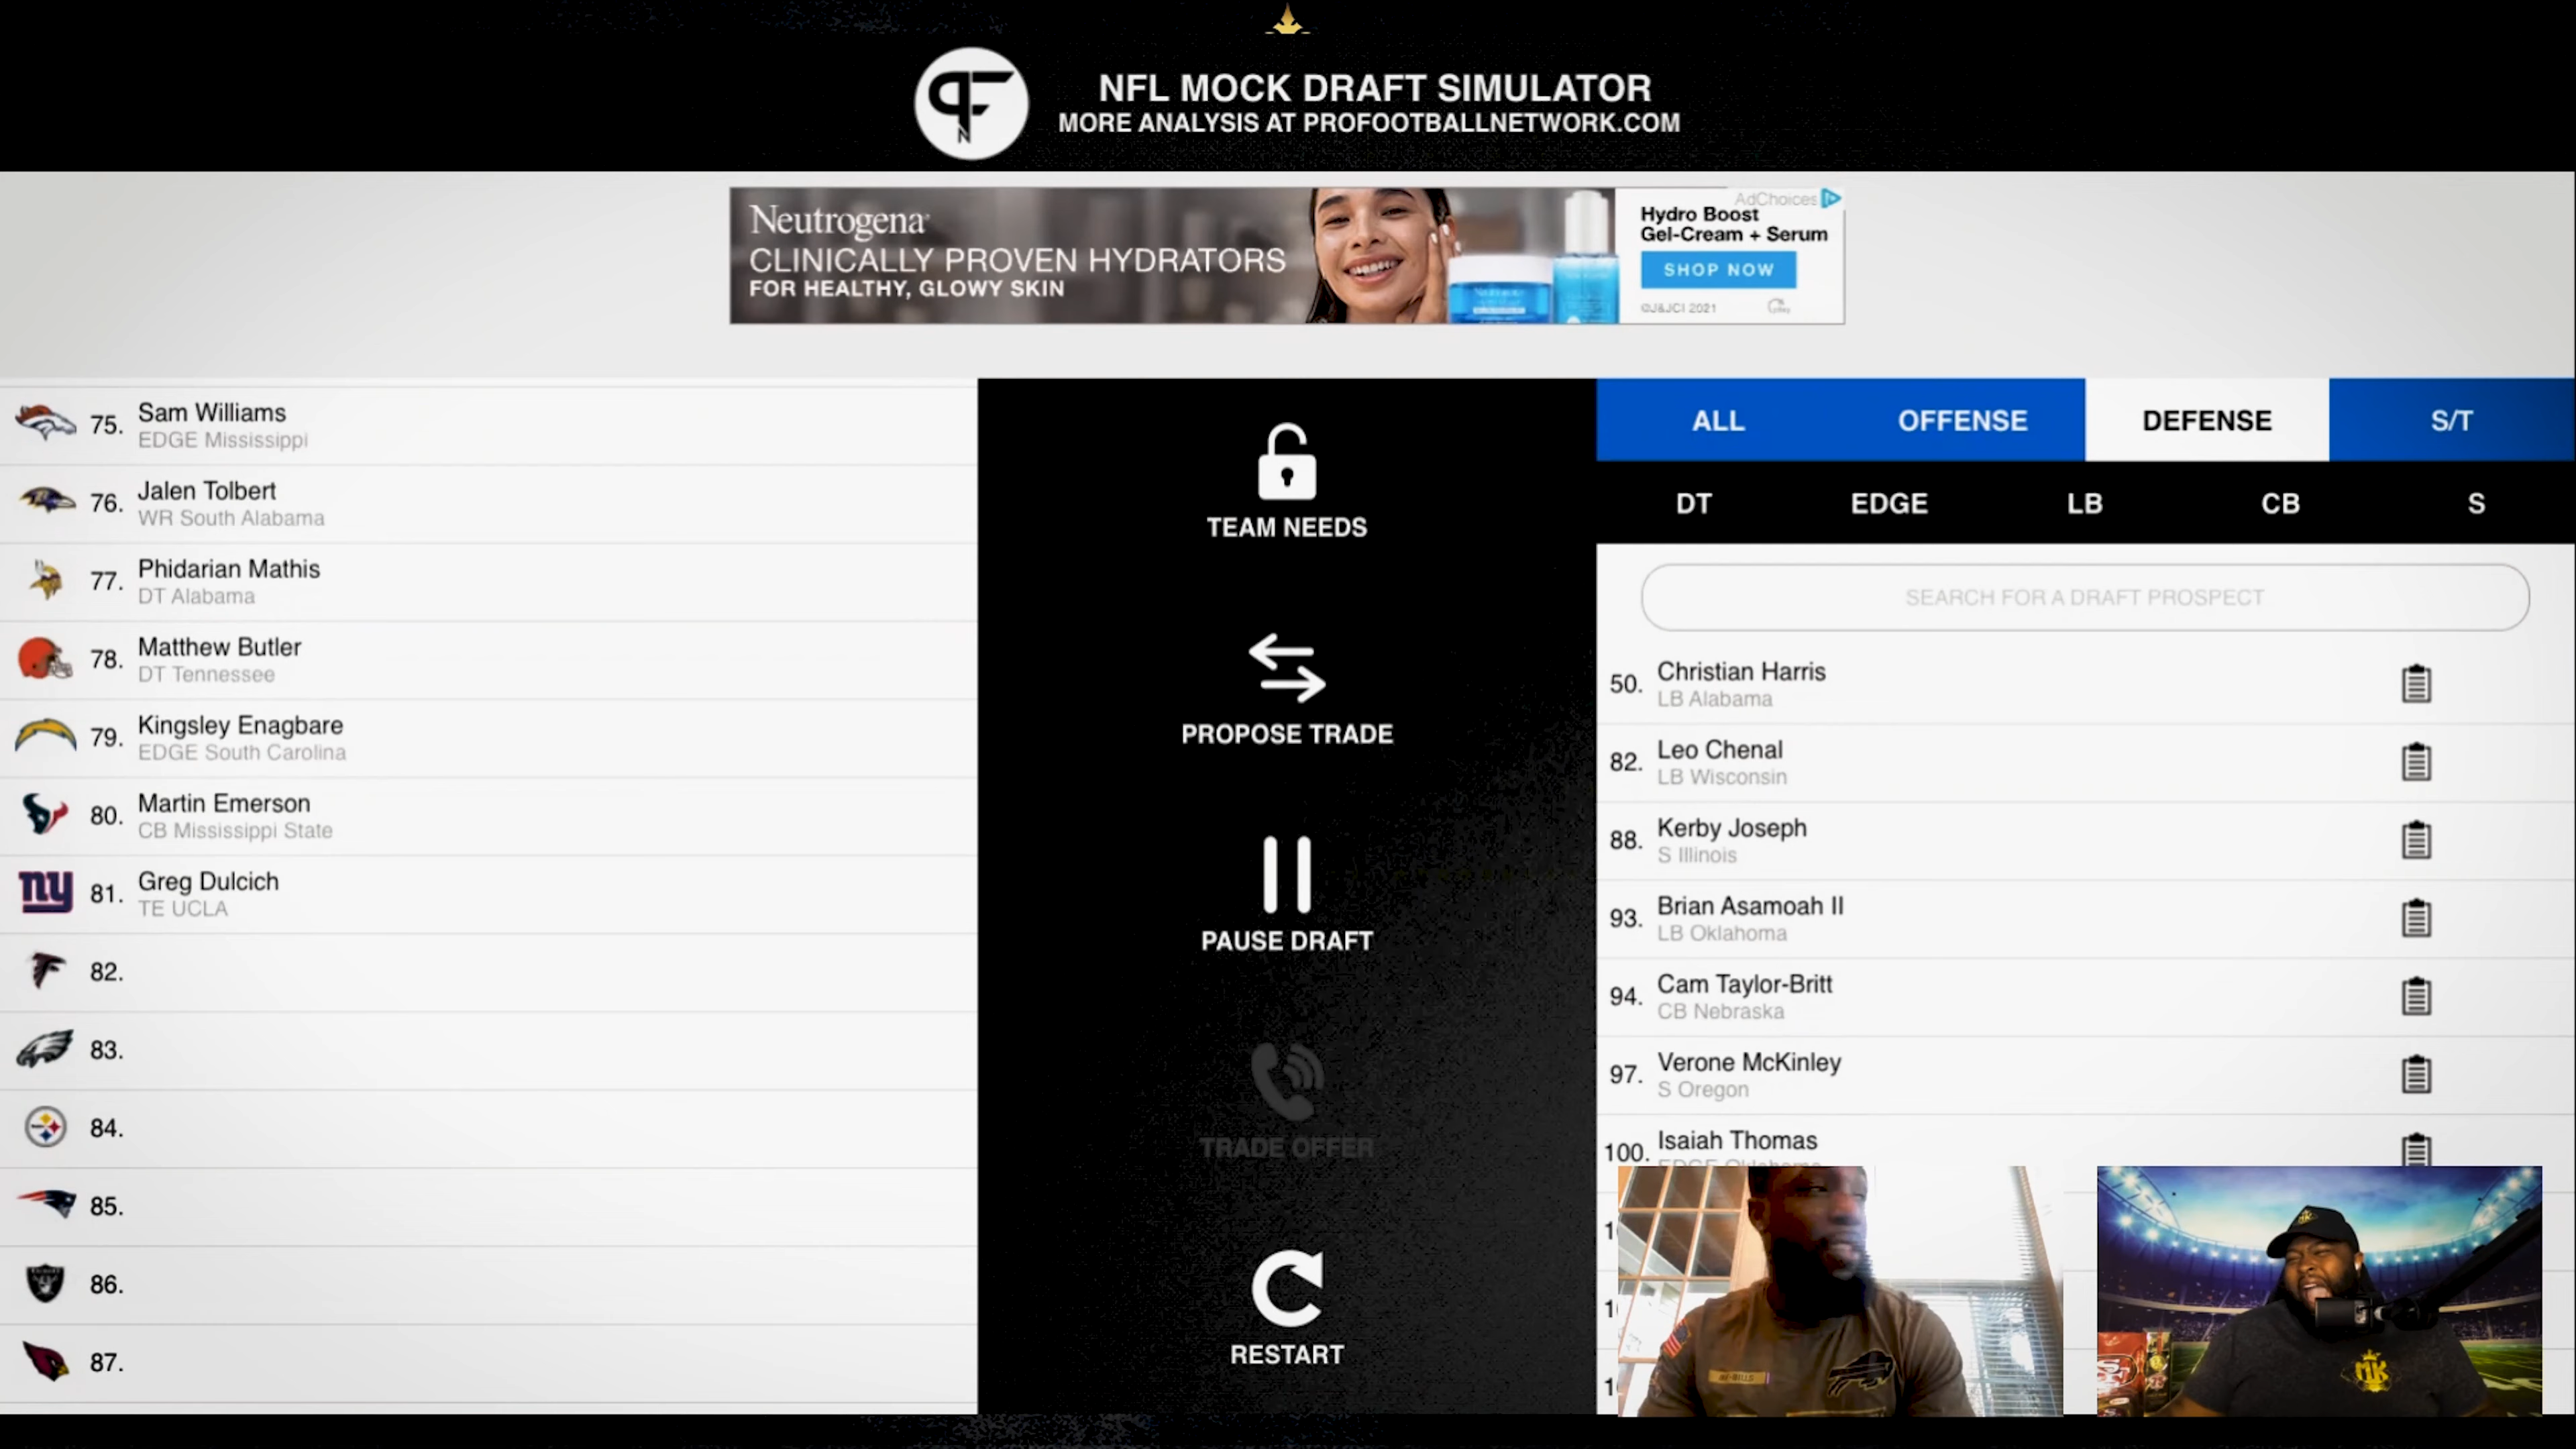 NFL MOCK DRAFT SIMULATOR
MORE ANALYSIS AT PROFOOTBALLNETWORK.COM
Neutrogena
CLINICALLY PROVEN HYDRATORS
FOR HEALTHY, GLOWY SKIN
AdChoices
Hydro Boost
Gel-Cream + Serum
SHOP NOW
©J&JCI 2021
75. Sam Williams
EDGE Mississippi
76. Jalen Tolbert
WR South Alabama
77. Phidarian Mathis
DT Alabama
78. Matthew Butler
DT Tennessee
79. Kingsley Enagbare
EDGE South Carolina
80. Martin Emerson
CB Mississippi State
ny
81. Greg Dulcich
TE UCLA
82.
83.
84.
85.
86.
87.
TEAM NEEDS
PROPOSE TRADE
PAUSE DRAFT
TRADE OFFER
RESTART
ALL OFFENSE DEFENSE S/T
DT EDGE LB CB S
SEARCH FOR A DRAFT PROSPECT
50. Christian Harris
LB Alabama
82. Leo Chenal
LB Wisconsin
88. Kerby Joseph
S Illinois
93. Brian Asamoah II
LB Oklahoma
94. Cam Taylor-Britt
CB Nebraska
97. Verone McKinley
S Oregon
100. Isaiah Thomas
EDGE Oklahoma
MK